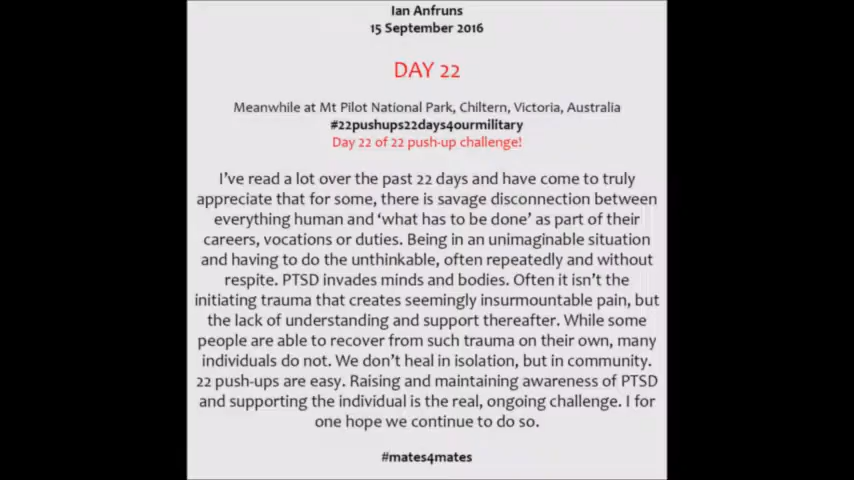 Ian Anfruns
15 September 2016
DAY 22
Meanwhile at Mt Pilot National Park, Chiltern, Victoria, Australia
#22pushups22days4ourmilitary
Day 22 of 22 push-up challenge!
I’ve read a lot over the past 22 days and have come to truly
appreciate that for some, there is savage disconnection between
everything human and ‘what has to be done’ as part of their
careers, vocations or duties. Being in an unimaginable situation
and having to do the unthinkable, often repeatedly and without
respite. PTSD invades minds and bodies. Often it isn’t the
initiating trauma that creates seemingly insurmountable pain, but
the lack of understanding and support thereafter. While some
people are able to recover from such trauma on their own, many
individuals do not. We don’t heal in isolation, but in community.
22 push-ups are easy. Raising and maintaining awareness of PTSD
and supporting the individual is the real, ongoing challenge. I for
one hope we continue to do so.
#mates4mates